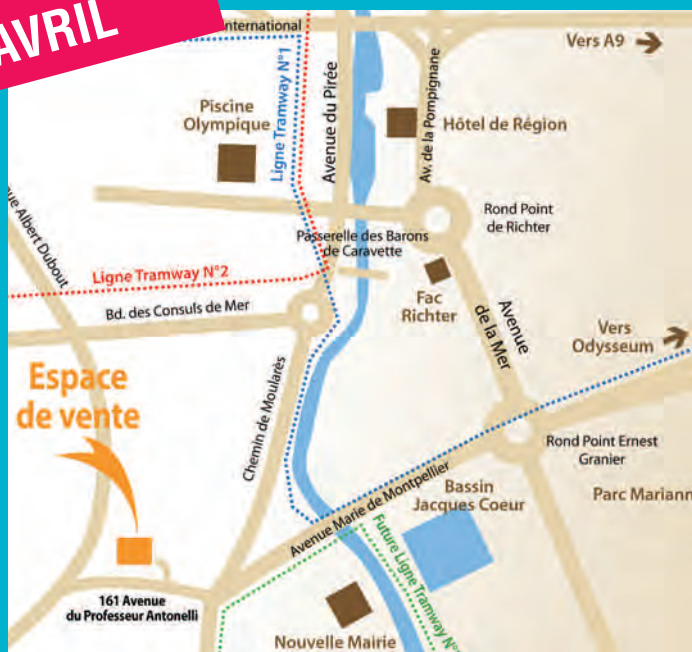 AVRIL
International
Vers A9
Ligne Tramway N°1
Avenue du Pirée
Piscine
Olympique
Hôtel de Région
Av. de la Pompignane
Albert Dubout
Rond Point
de Richter
Passerelle des Barons
de Caravette
Ligne Tramway N°2
Fac
Richter
Bd. des Consuls de Mer
Avenue
de la Mer
Vers
Odysseum
Espace
de vente
Chemin de Moularès
Rond Point Ernest
Granier
Avenue Marie de Montpellier
Bassin
Jacques Coeur
Parc Mariann
Future Ligne Tramway N°
161 Avenue
du Professeur Antonelli
Nouvelle Mairie